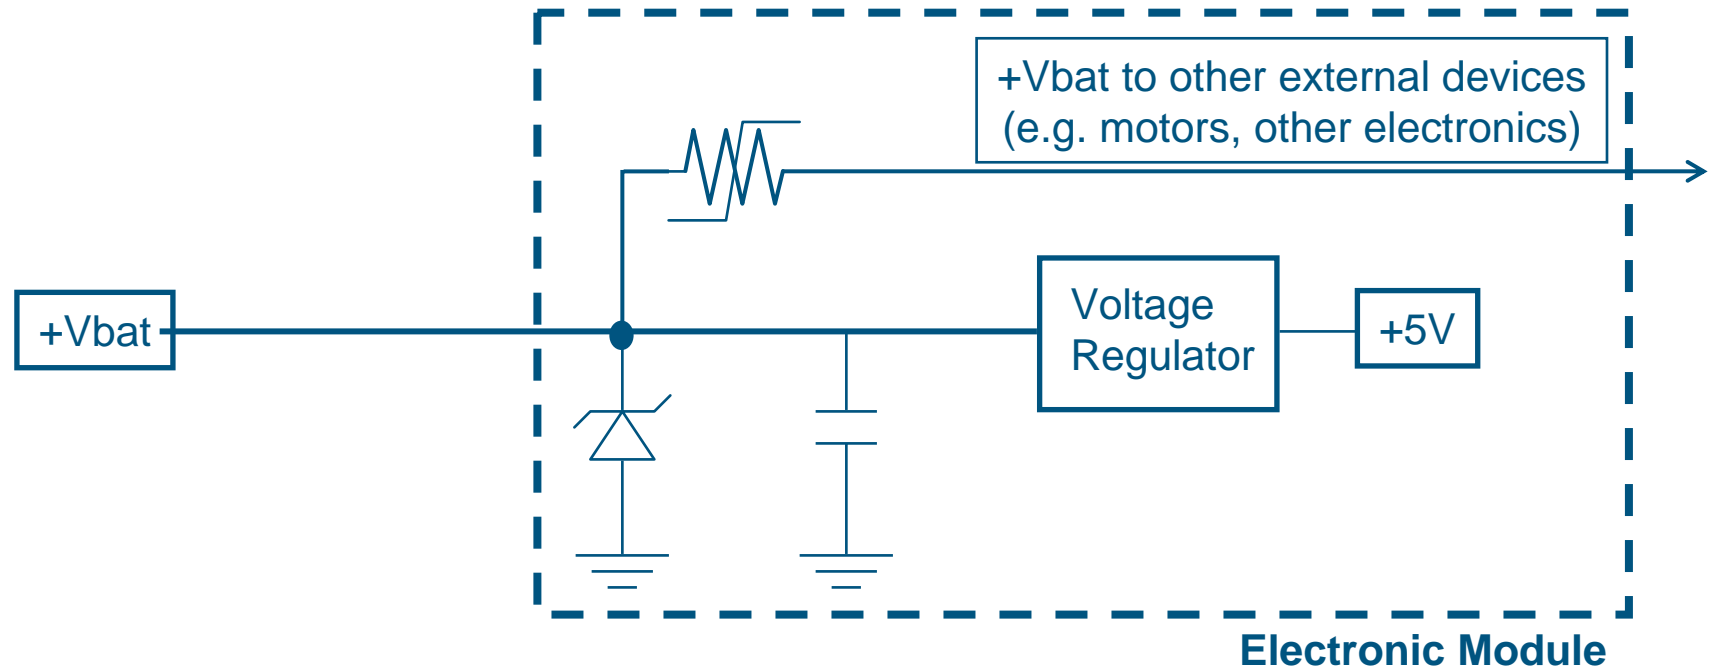 +Vbat to other external devices
(e.g. motors, other electronics)
+Vbat
Voltage
Regulator
+5V
Electronic Module